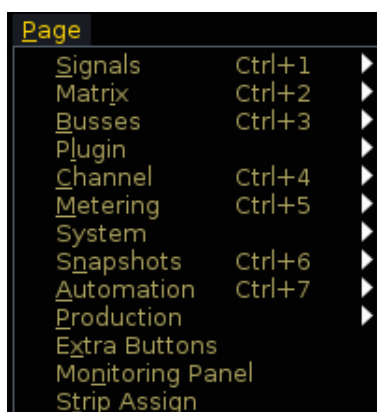 Page
Signals Ctrl+1
Matrix Ctrl+2
Busses Ctrl+3
Plugin
Channel Ctrl+4
Metering Ctrl+5
System
Snapshots Ctrl+6
Automation Ctrl+7
Production
Extra Buttons
Monitoring Panel
Strip Assign